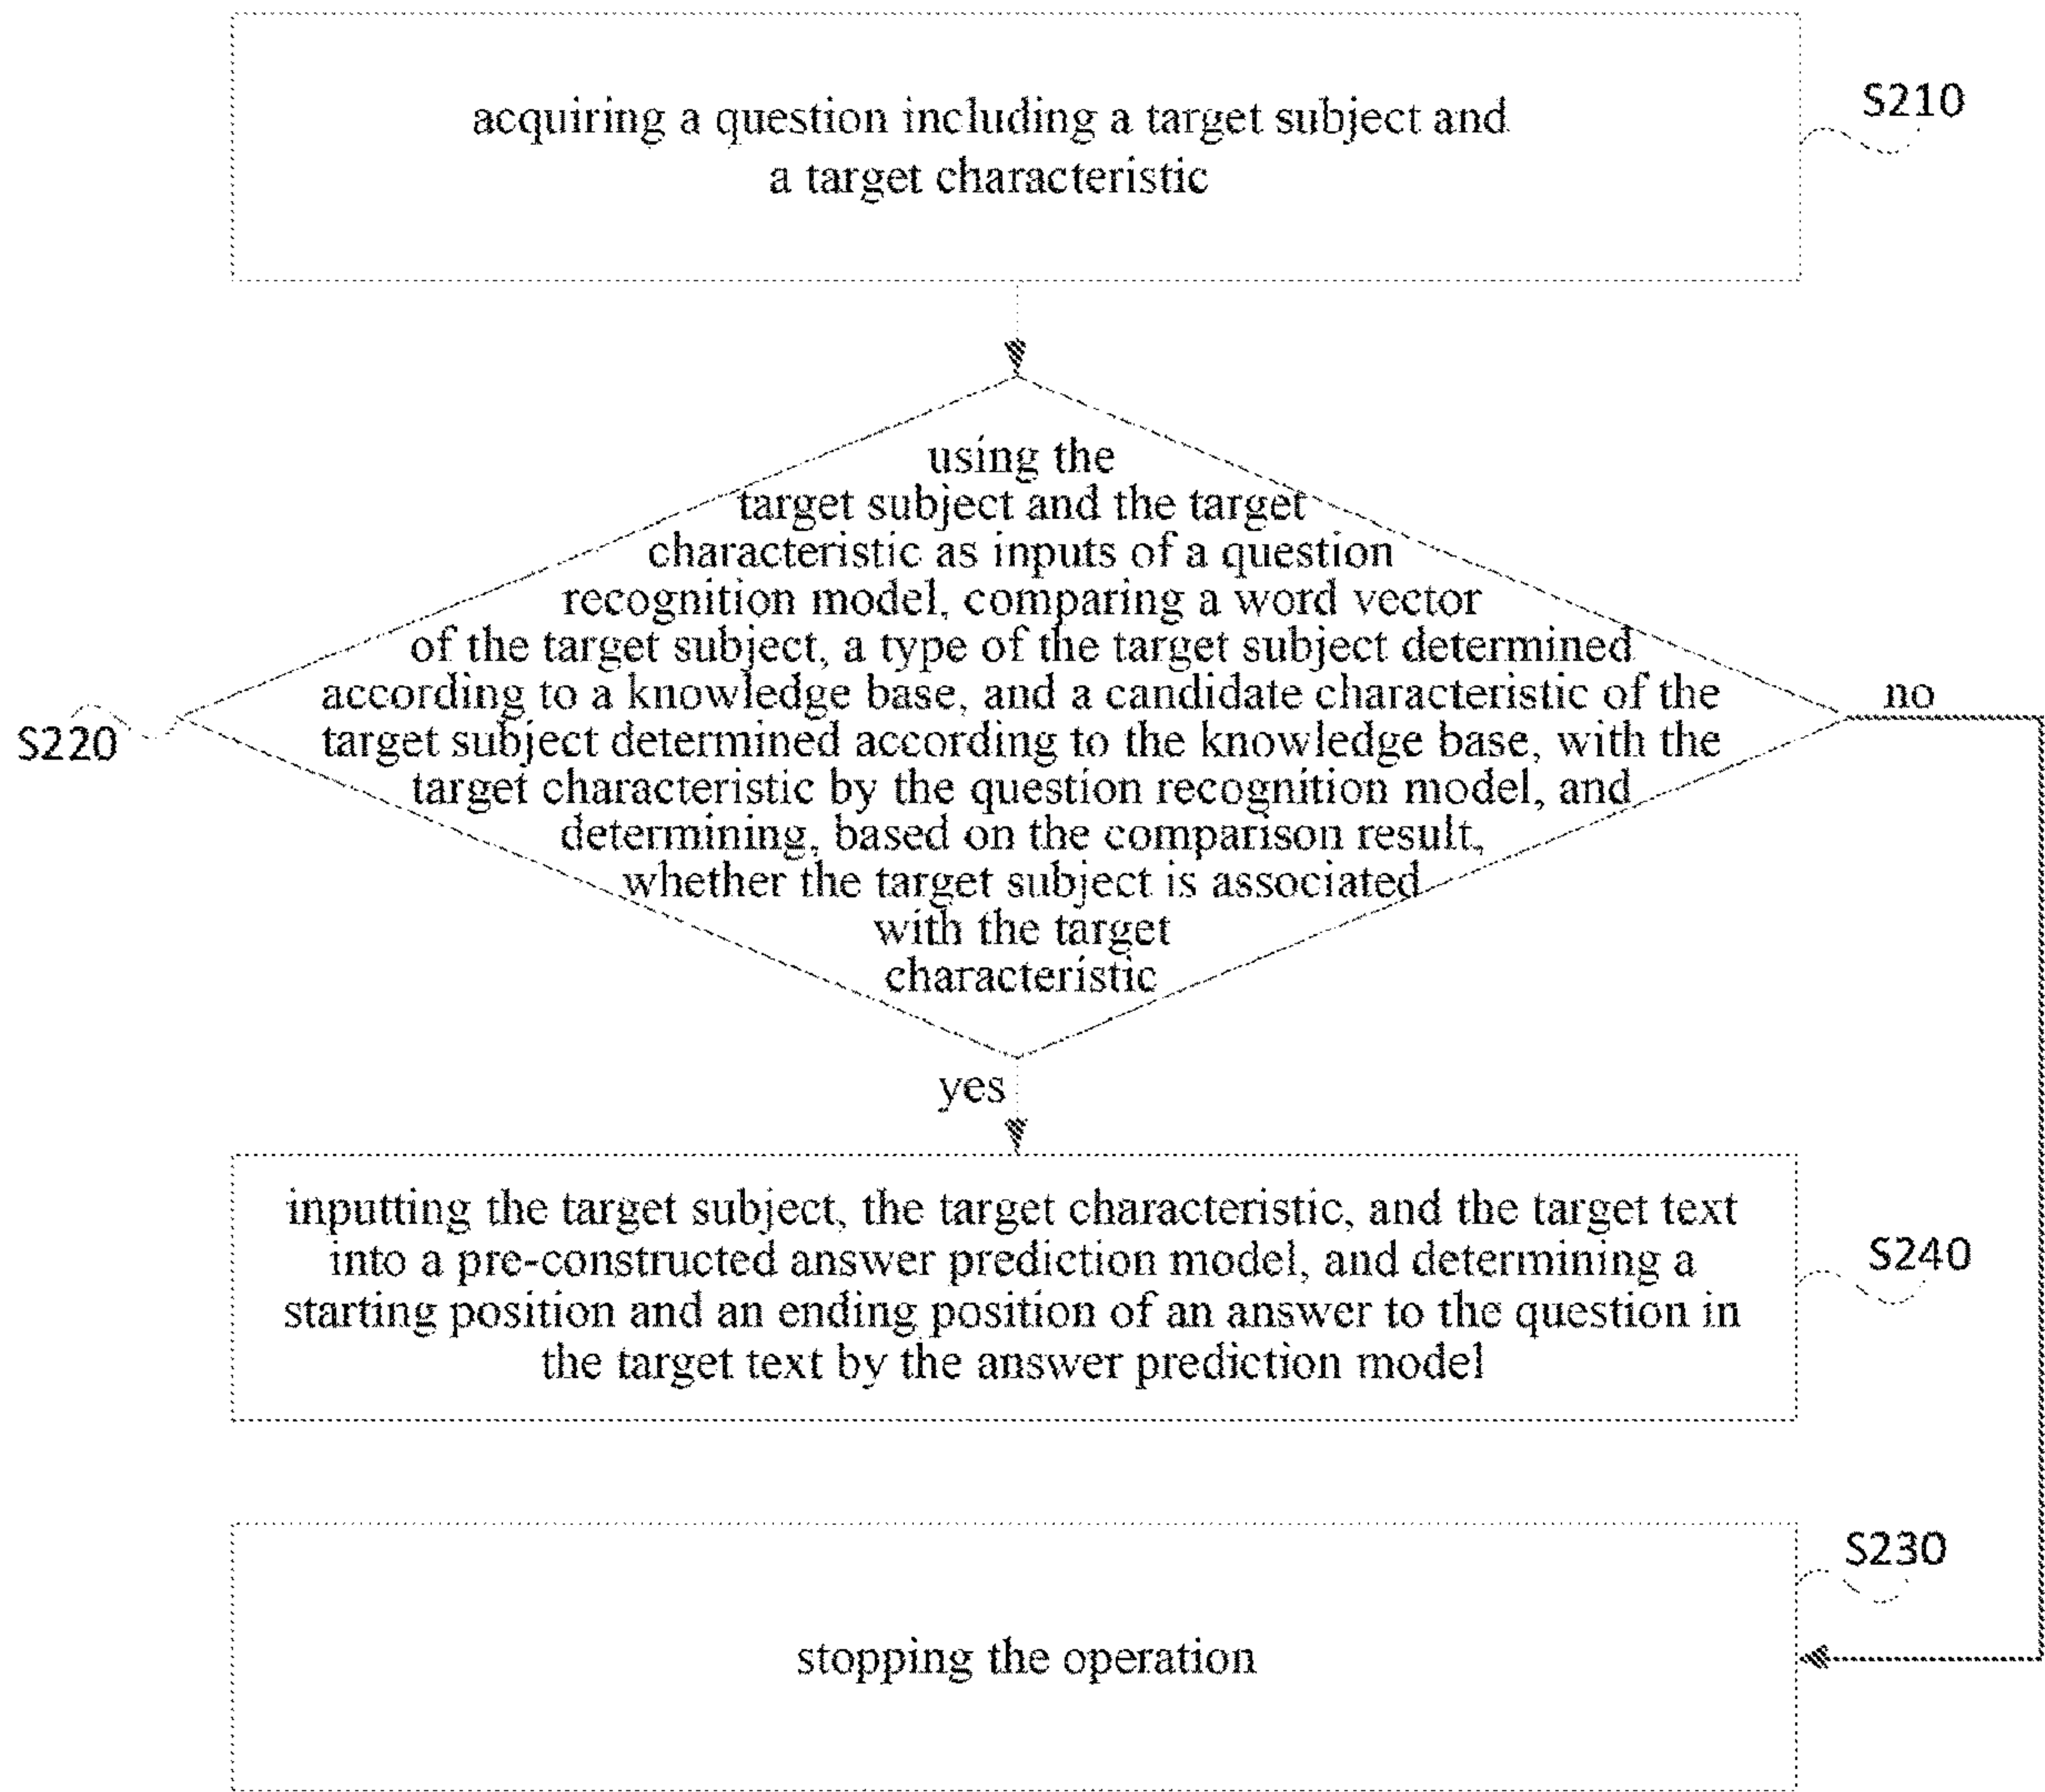 acquiring a question including a target subject and
a target characteristic
S210
using the
target subject and the target
characteristic as inputs of a question
recognition model, comparing a word vector
of the target subject, a type of the target subject determined
according to a knowledge base, and a candidate characteristic of the
target subject determined according to the knowledge base, with the
target characteristic by the question recognition model, and
determining, based on the comparison result,
whether the target subject is associated
with the target
characteristic
S220
no
yes
inputting the target subject, the target characteristic, and the target text
into a pre-constructed answer prediction model, and determining a
starting position and an ending position of an answer to the question in
the target text by the answer prediction model
S240
S230
stopping the operation